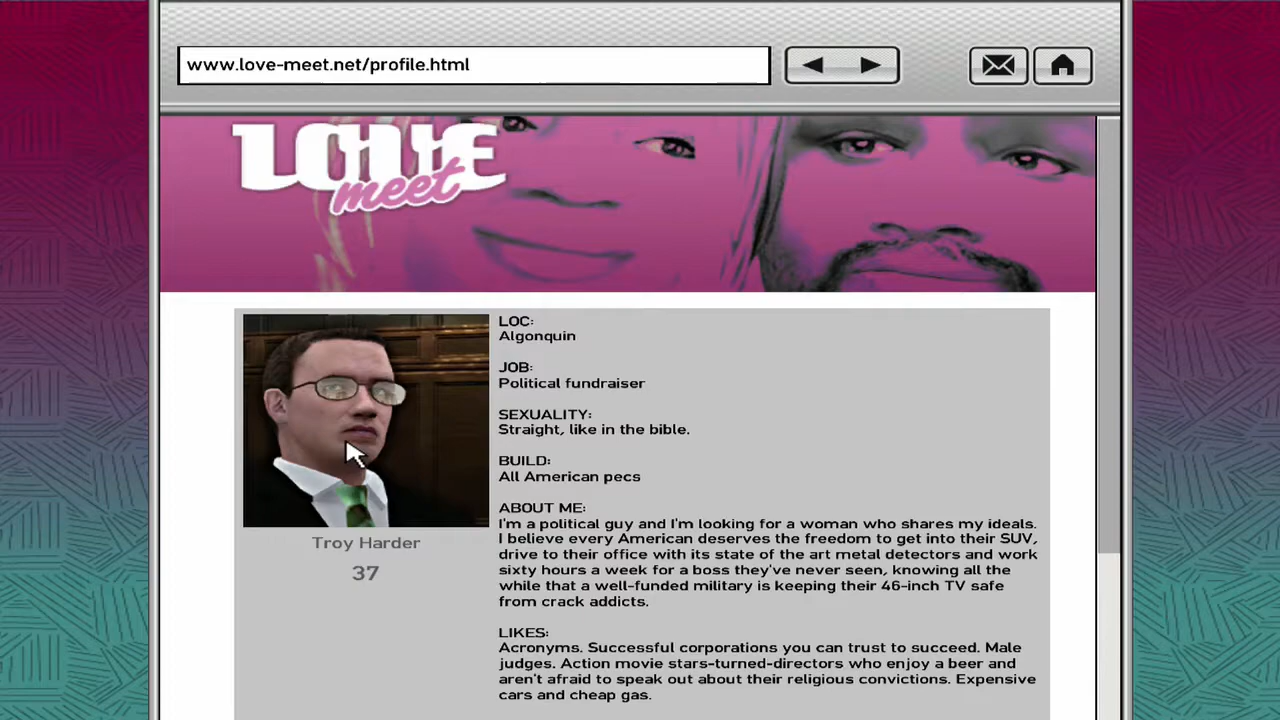 www.love-meet.net/profile.html
LOVE
meet
LOC:
Algonquin
JOB:
Political fundraiser
SEXUALITY:
Straight, like in the bible.
BUILD:
All American pecs
ABOUT ME:
I'm a political guy and I'm looking for a woman who shares my ideals.
I believe every American deserves the freedom to get into their SUV,
drive to their office with its state of the art metal detectors and work
sixty hours a week for a boss they've never seen, knowing all the
while that a well-funded military is keeping their 46-inch TV safe
from crack addicts.
LIKES:
Acronyms. Successful corporations you can trust to succeed. Male
judges. Action movie stars-turned-directors who enjoy a beer and
aren't afraid to speak out about their religious convictions. Expensive
cars and cheap gas.
Troy Harder
37